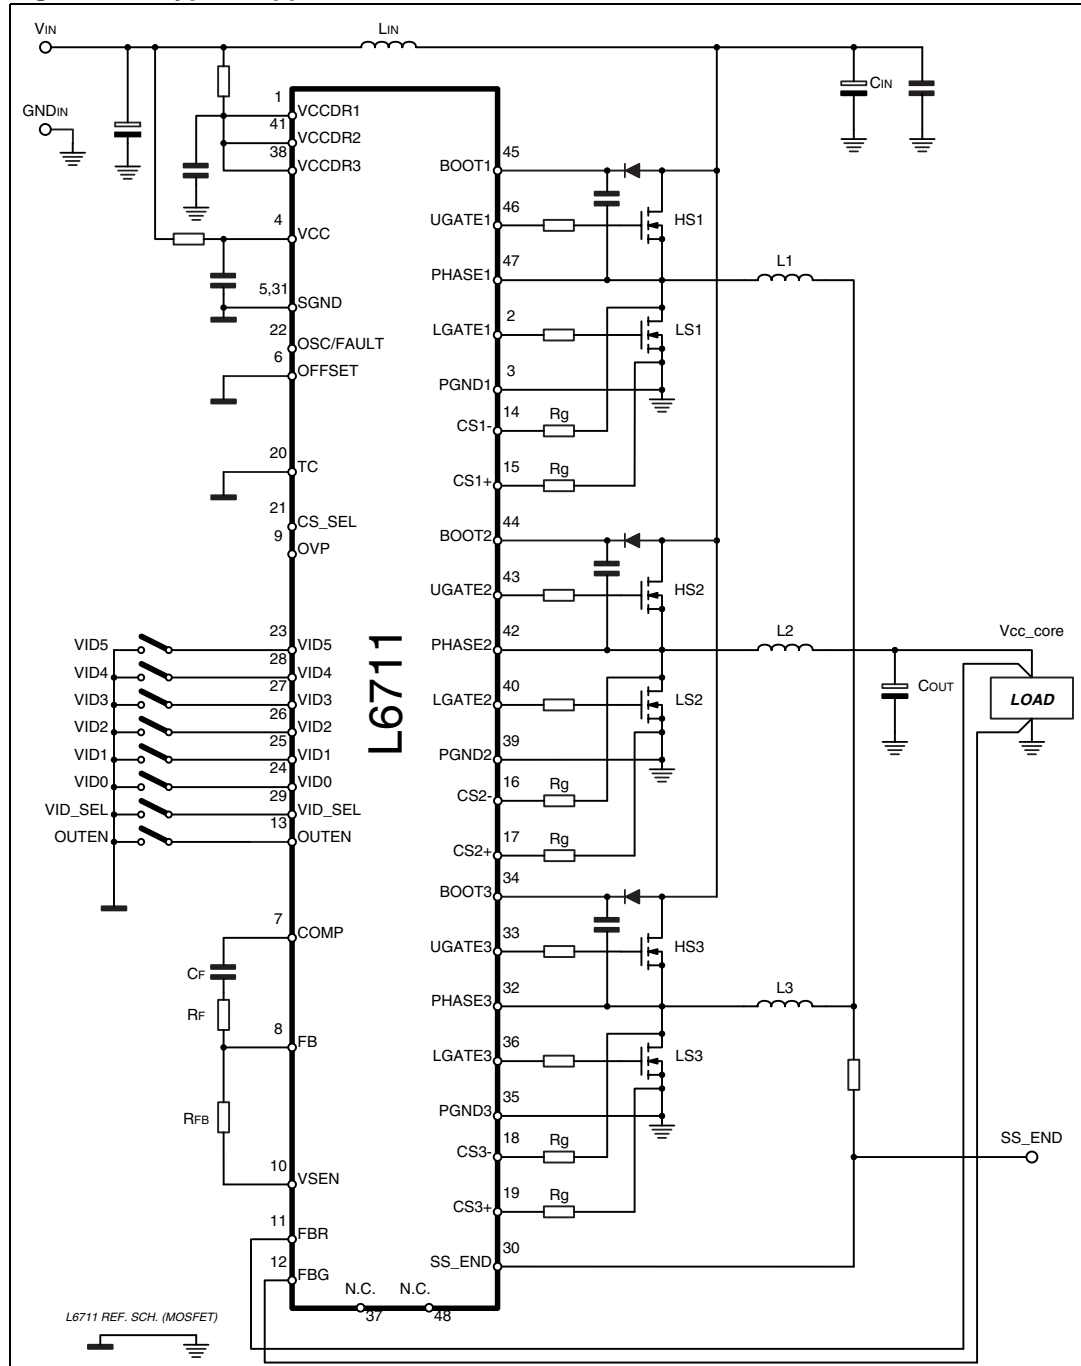 VIN
LIN
CIN
GNDIN
1
VCCDR1
41
VCCDR2
38
VCCDR3
4
VCC
5,31
SGND
22
OSC/FAULT
6
OFFSET
20
TC
21
CS_SEL
9
OVP
VID5
23
VID5
VID4
28
VID4
VID3
27
VID3
VID2
26
VID2
VID1
25
VID1
VID0
24
VID0
VID_SEL
29
VID_SEL
OUTEN
13
OUTEN
7
COMP
CF
RF
8
FB
RFB
10
VSEN
11
FBR
12
FBG
L6711
N.C.
37
N.C.
48
BOOT1
45
UGATE1
46
HS1
PHASE1
47
L1
LGATE1
2
LS1
PGND1
3
CS1-
14
Rg
CS1+
15
Rg
BOOT2
44
UGATE2
43
HS2
PHASE2
42
L2
LGATE2
40
LS2
PGND2
39
CS2-
16
Rg
CS2+
17
Rg
BOOT3
34
UGATE3
33
HS3
PHASE3
32
L3
LGATE3
36
LS3
PGND3
35
CS3-
18
Rg
CS3+
19
Rg
SS_END
30
Vcc_core
COUT
LOAD
SS_END
L6711 REF. SCH. (MOSFET)